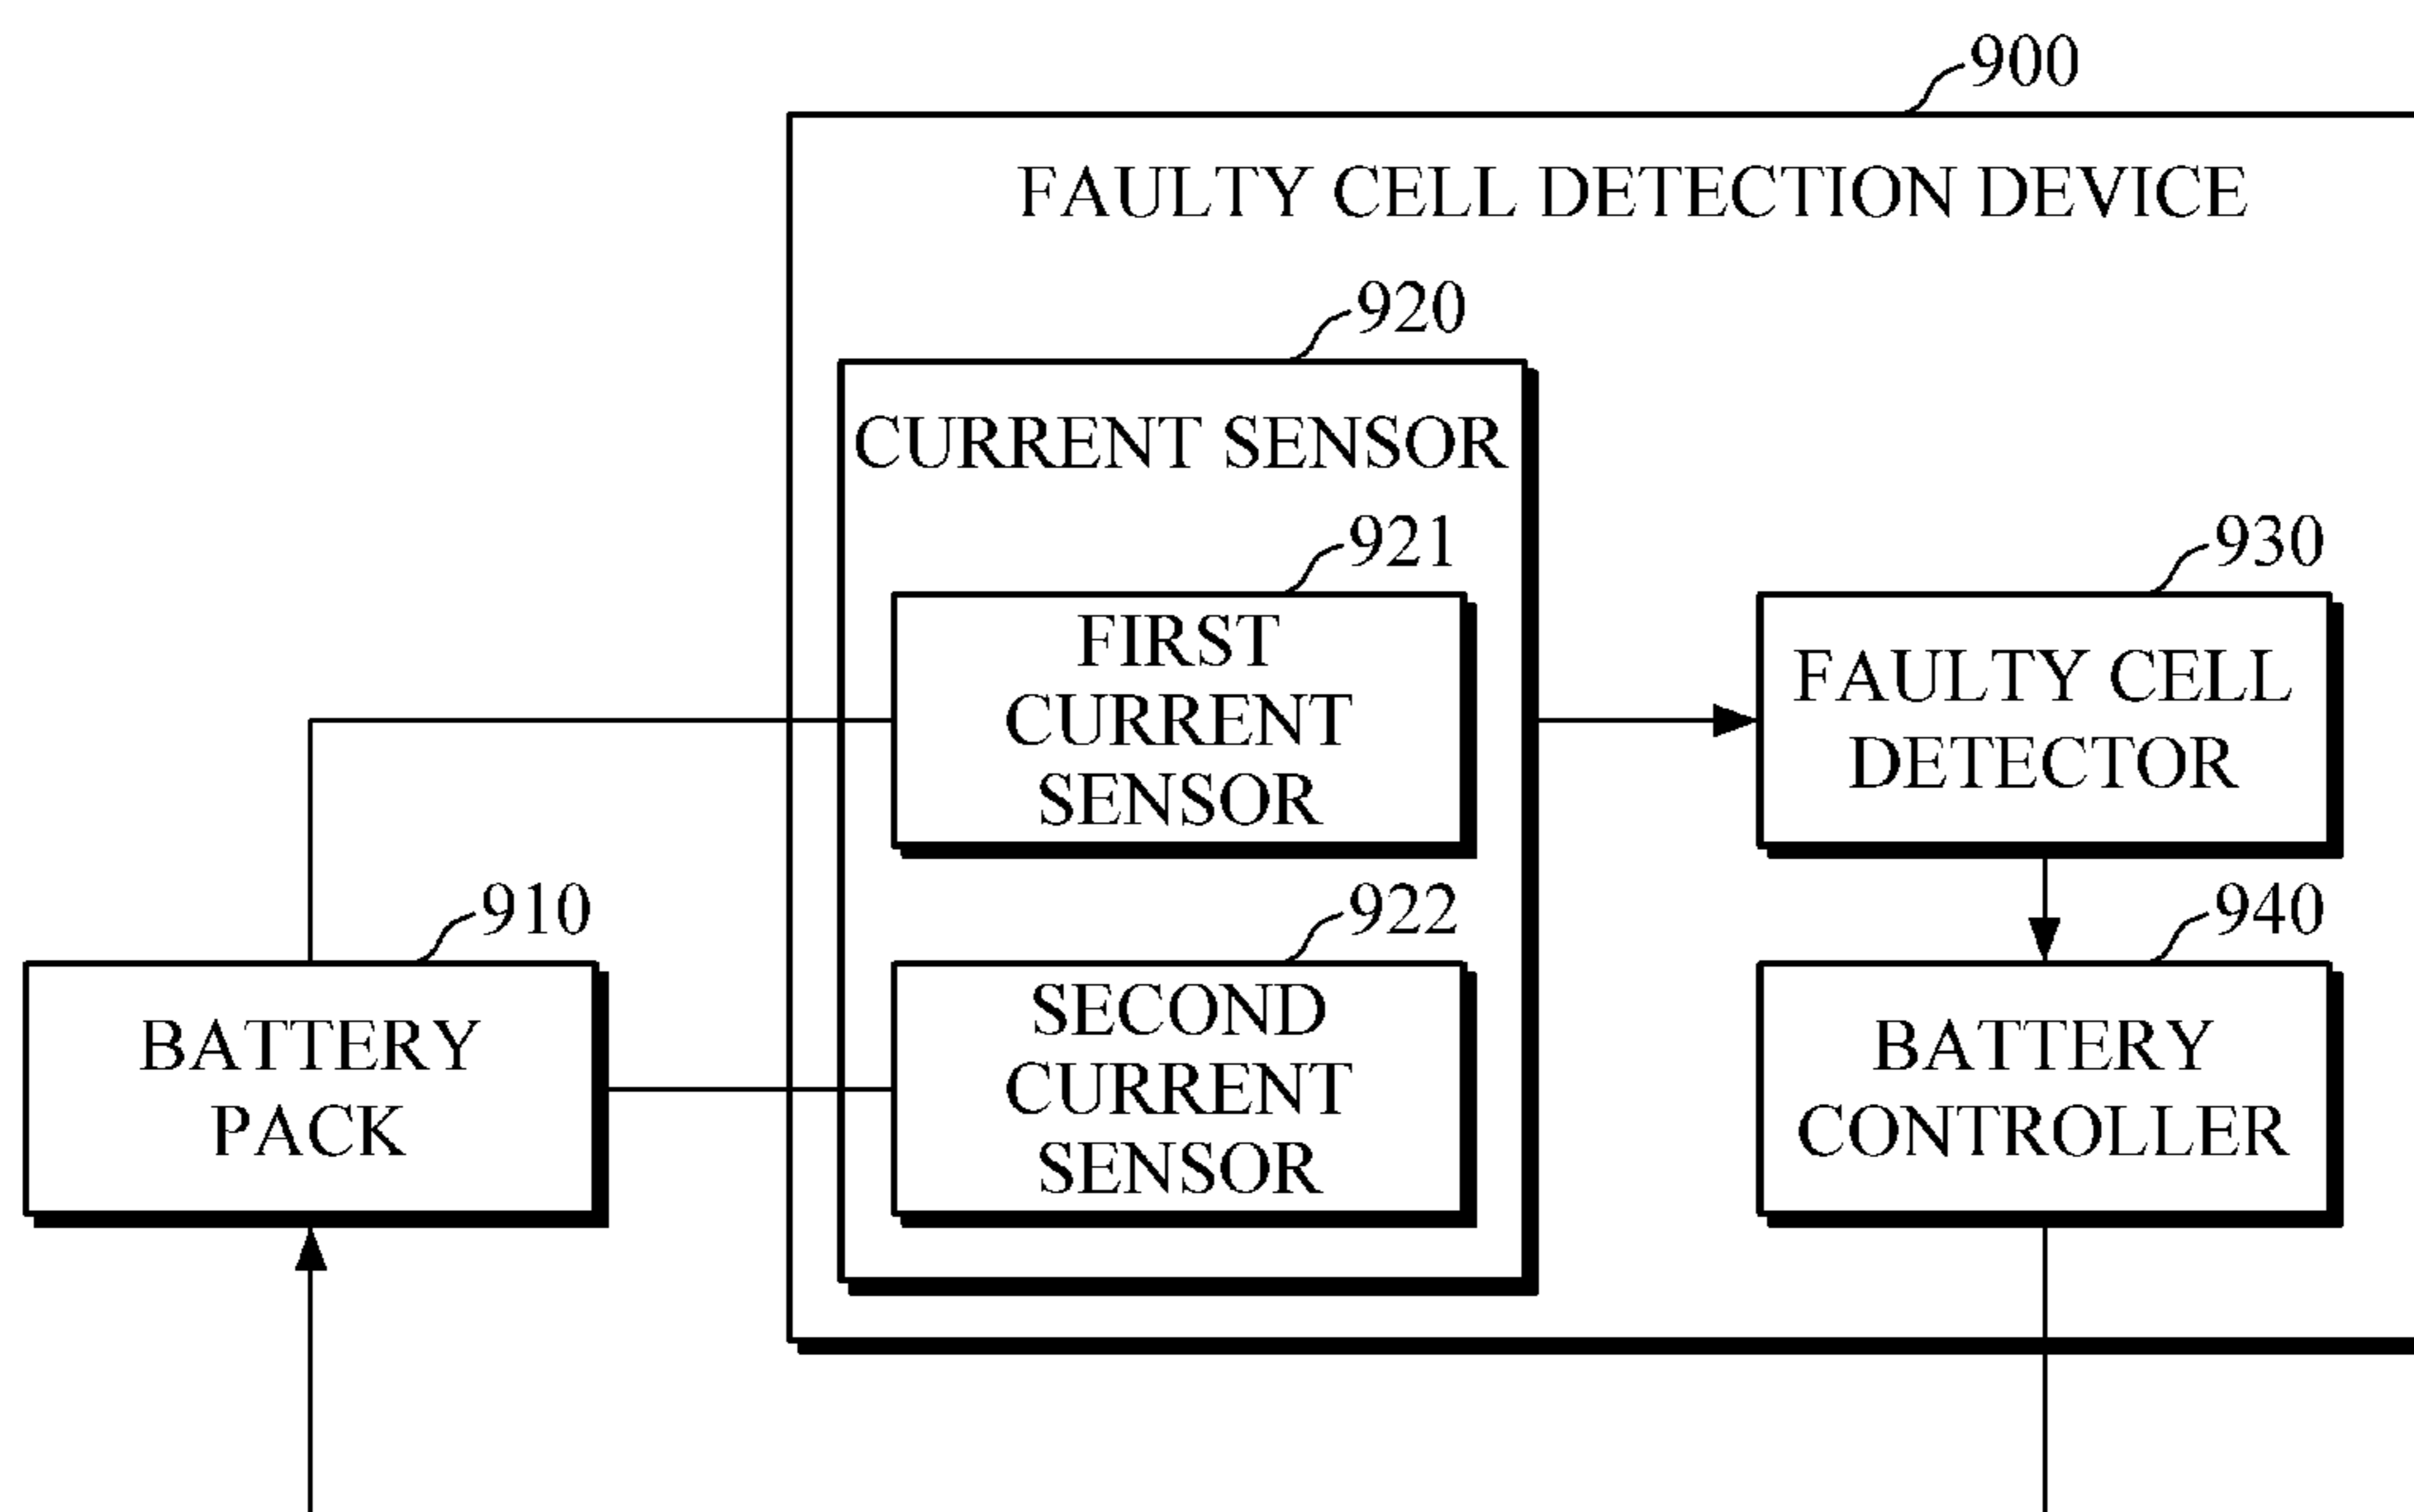 900
FAULTY CELL DETECTION DEVICE
920
CURRENT SENSOR
921
FIRST
CURRENT
SENSOR
930
FAULTY CELL
DETECTOR
910
BATTERY
PACK
922
SECOND
CURRENT
SENSOR
940
BATTERY
CONTROLLER